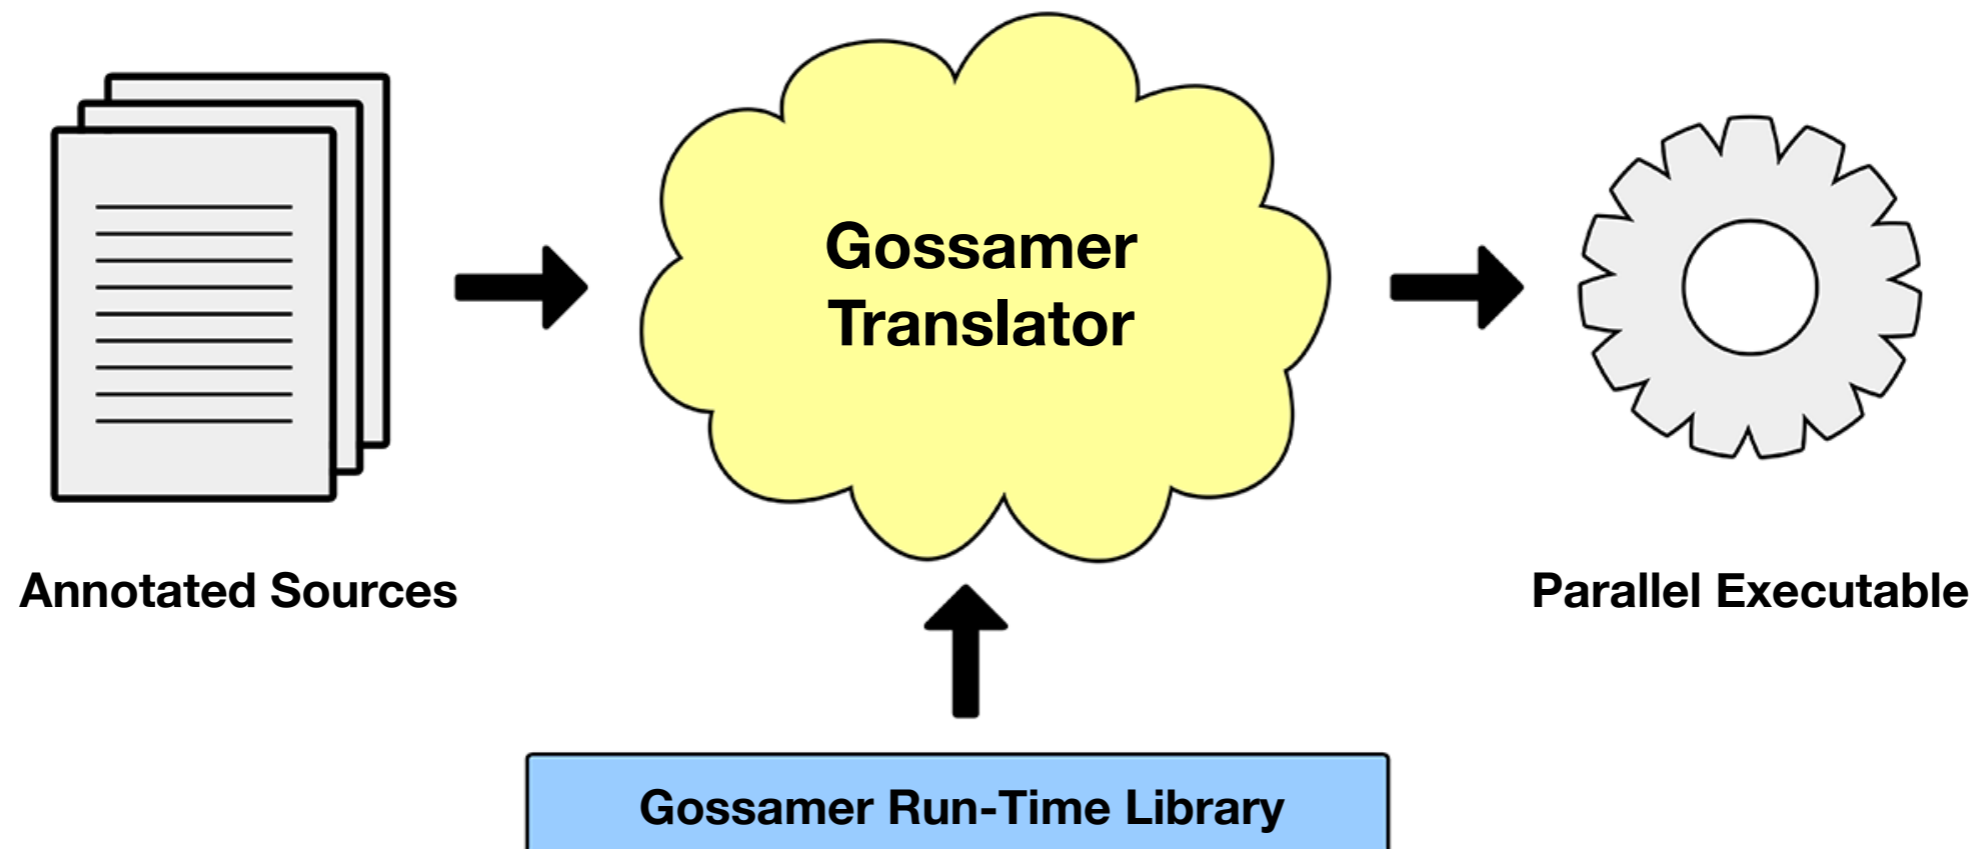 Gossamer
Translator
Annotated Sources
Parallel Executable
Gossamer Run-Time Library